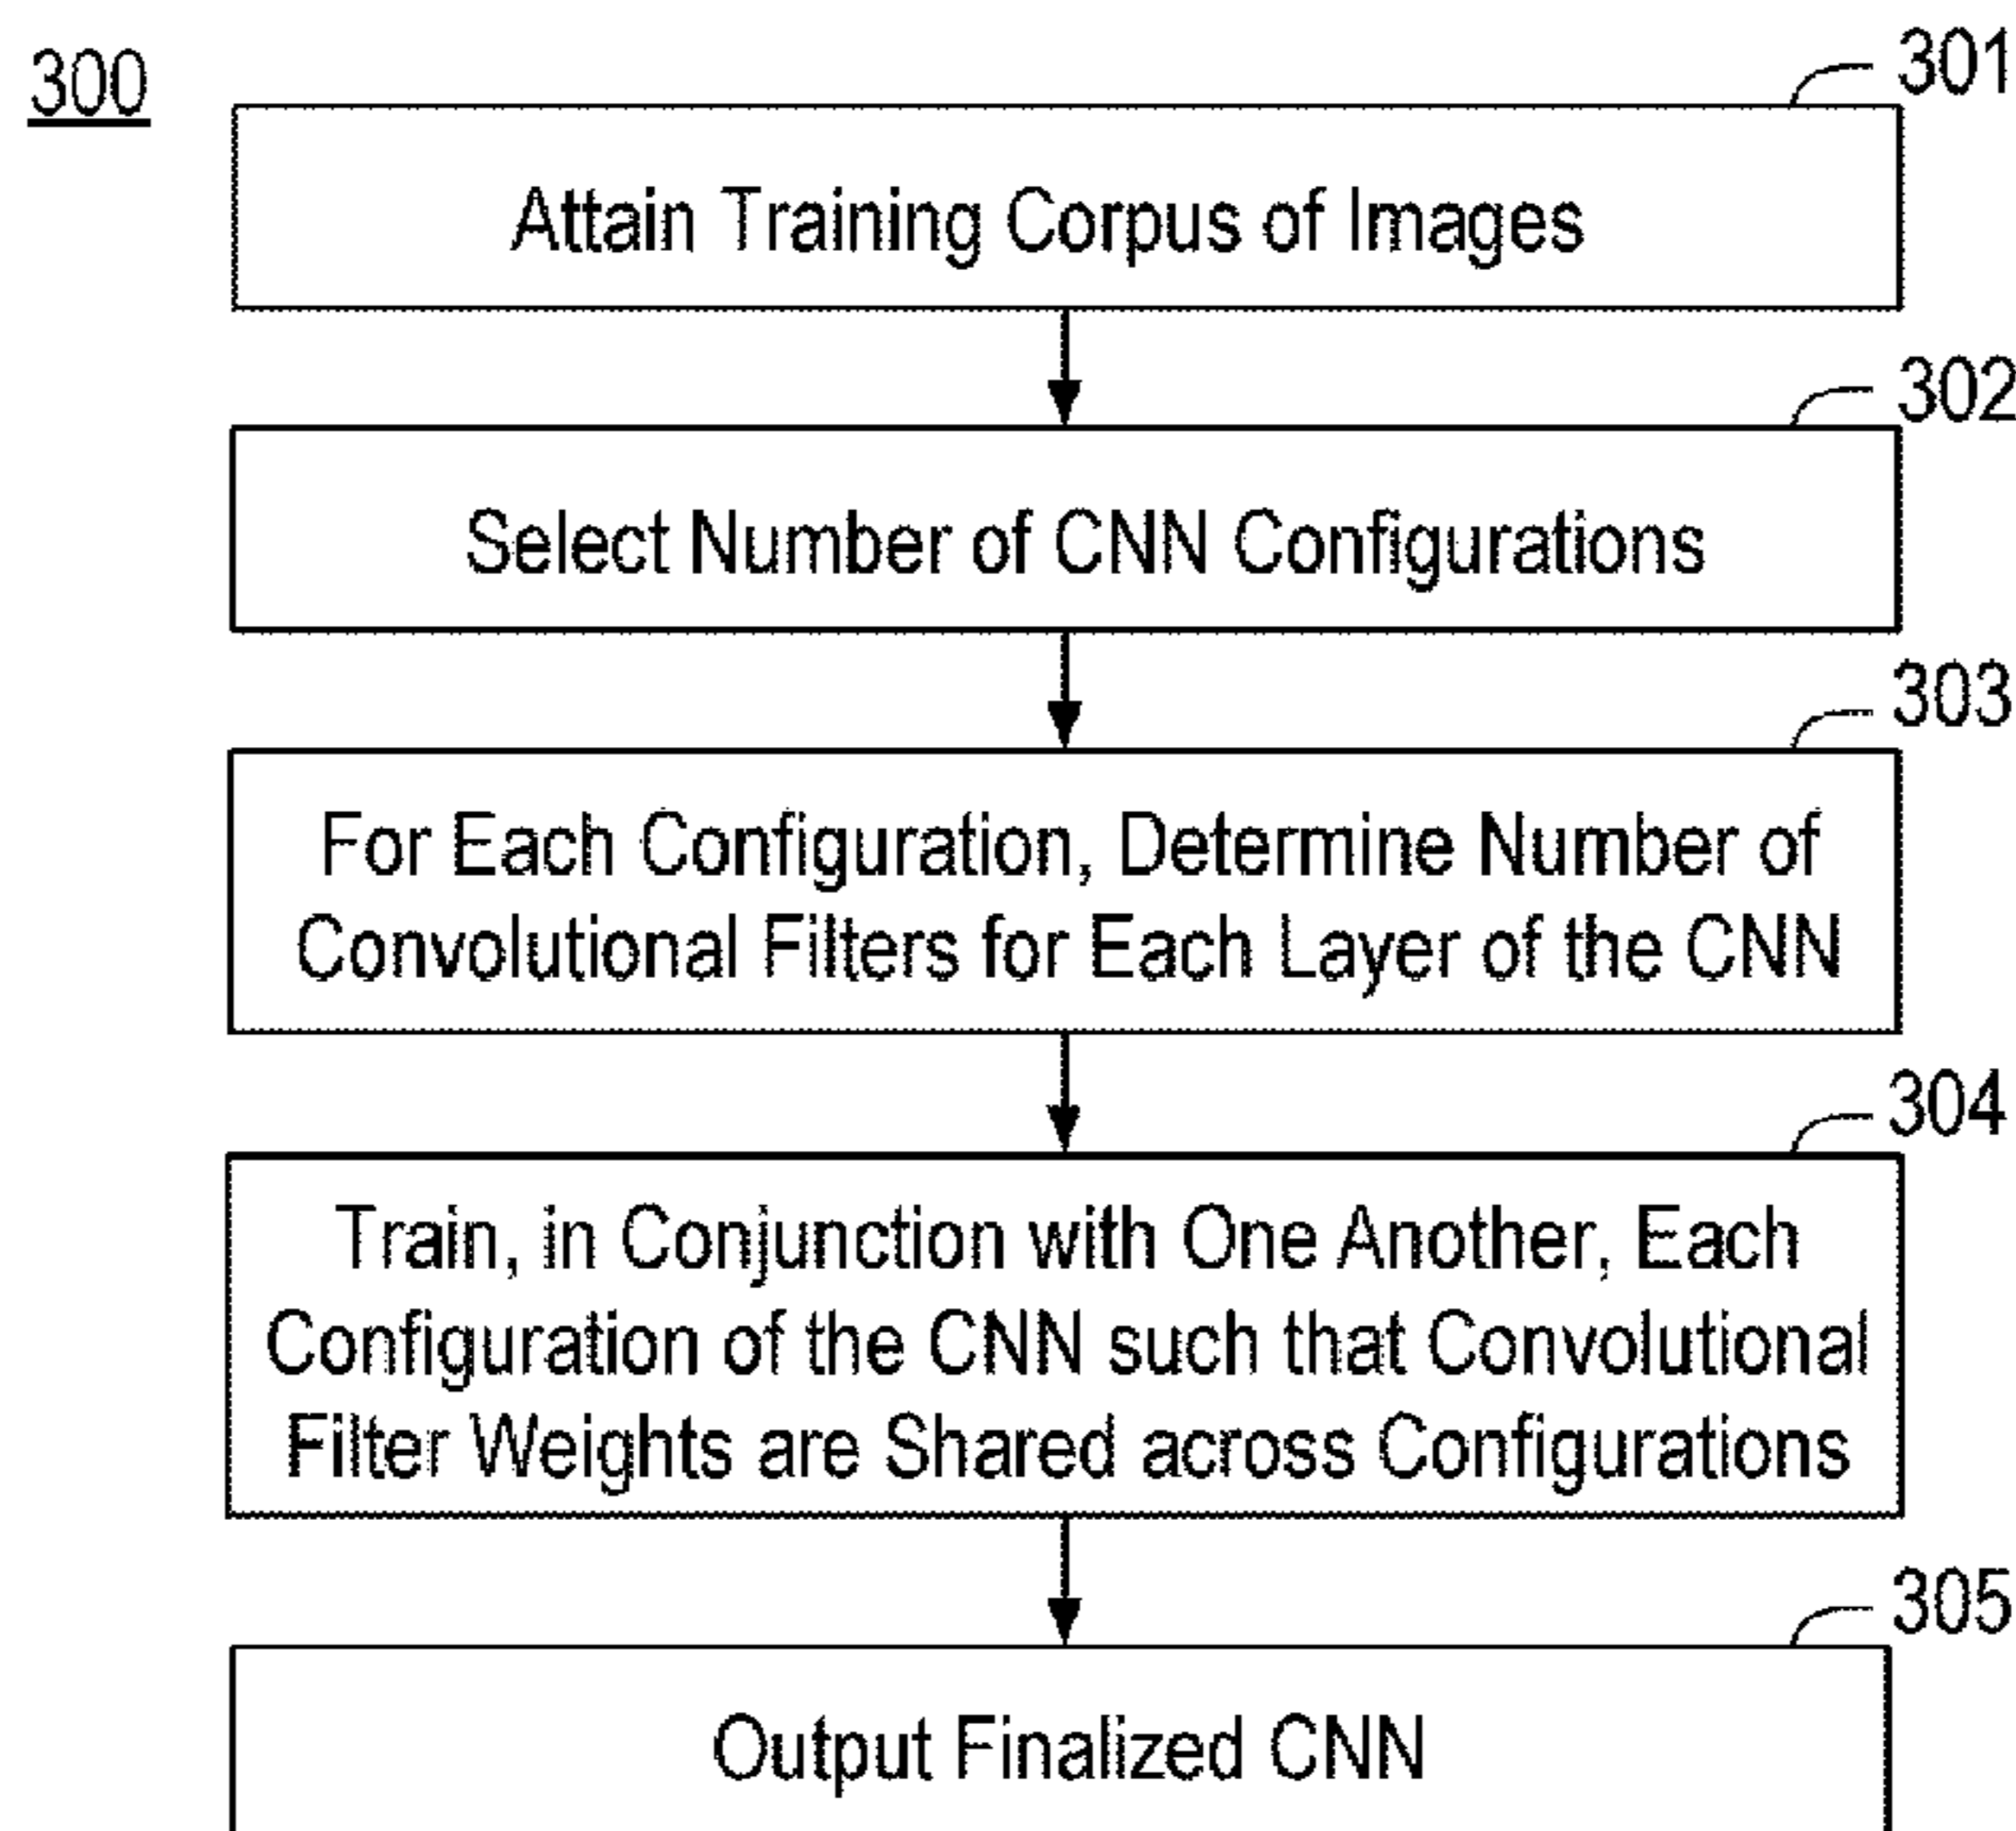 300
301
Attain Training Corpus of Images
302
Select Number of CNN Configurations
303
For Each Configuration, Determine Number of
Convolutional Filters for Each Layer of the CNN
304
Train, in Conjunction with One Another, Each
Configuration of the CNN such that Convolutional
Filter Weights are Shared across Configurations
305
Output Finalized CNN